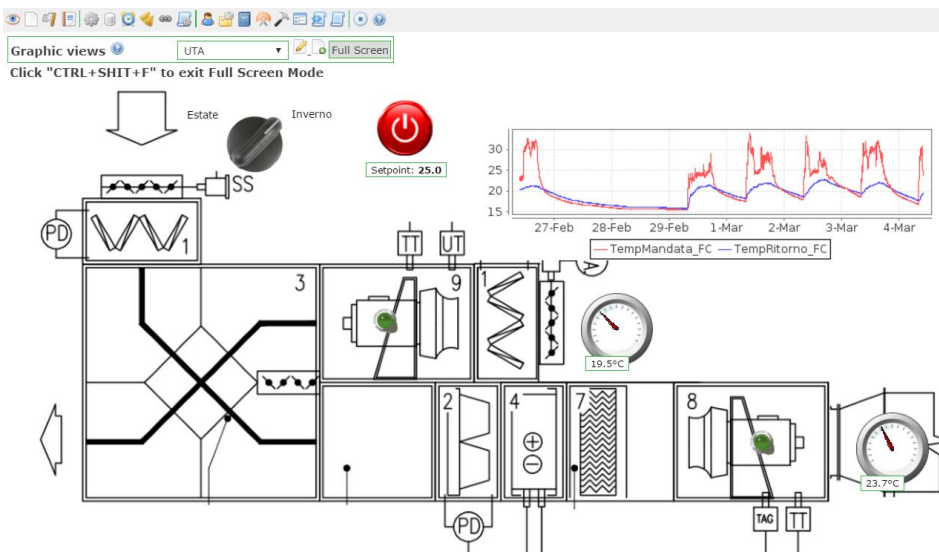 Graphic views UTA Full Screen
Click "CTRL+SHIT+F" to exit Full Screen Mode
Estate Inverno
Setpoint: 25.0
30
25
20
15
27-Feb 28-Feb 29-Feb 1-Mar 2-Mar 3-Mar 4-Mar
TempMandata_FC TempRitorno_FC
SS
PD 1
TT UT A
3 9 1
19.5°C
2 4 7 8
23.7°C
PD TAG TT